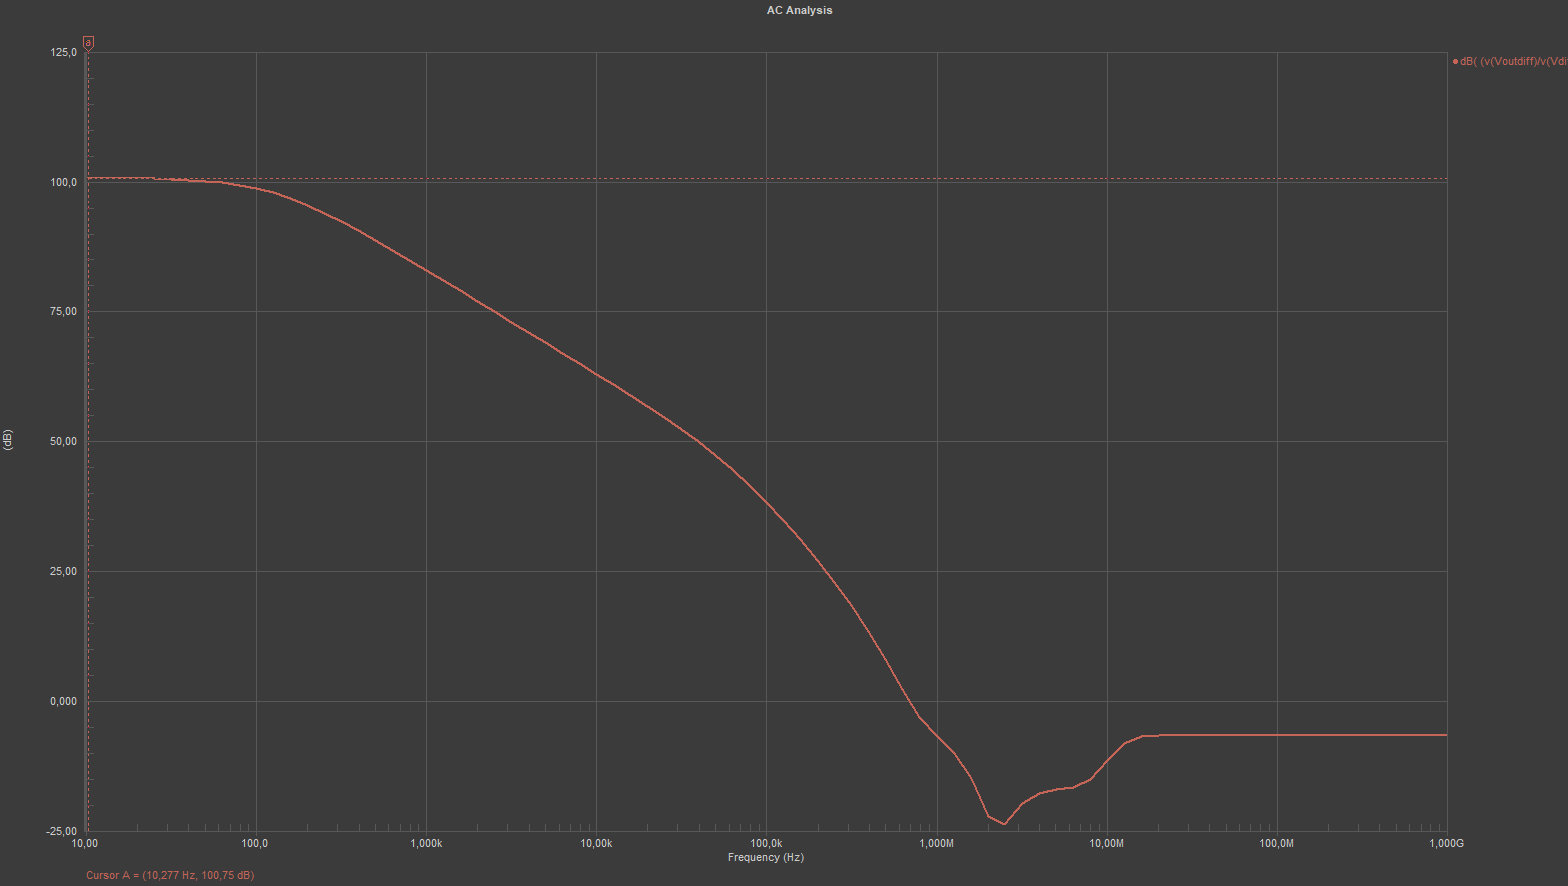 AC Analysis
a
125,0
dB( (v(Voutdiff)/v(Vdi
100,0
75,00
50,00
(dB)
25,00
0,000
-25,00
10,00 100,0 1,000k 10,00k 100,0k 1,000M 10,00M 100,0M 1,000G
Frequency (Hz)
Cursor A = (10,277 Hz, 100,75 dB)